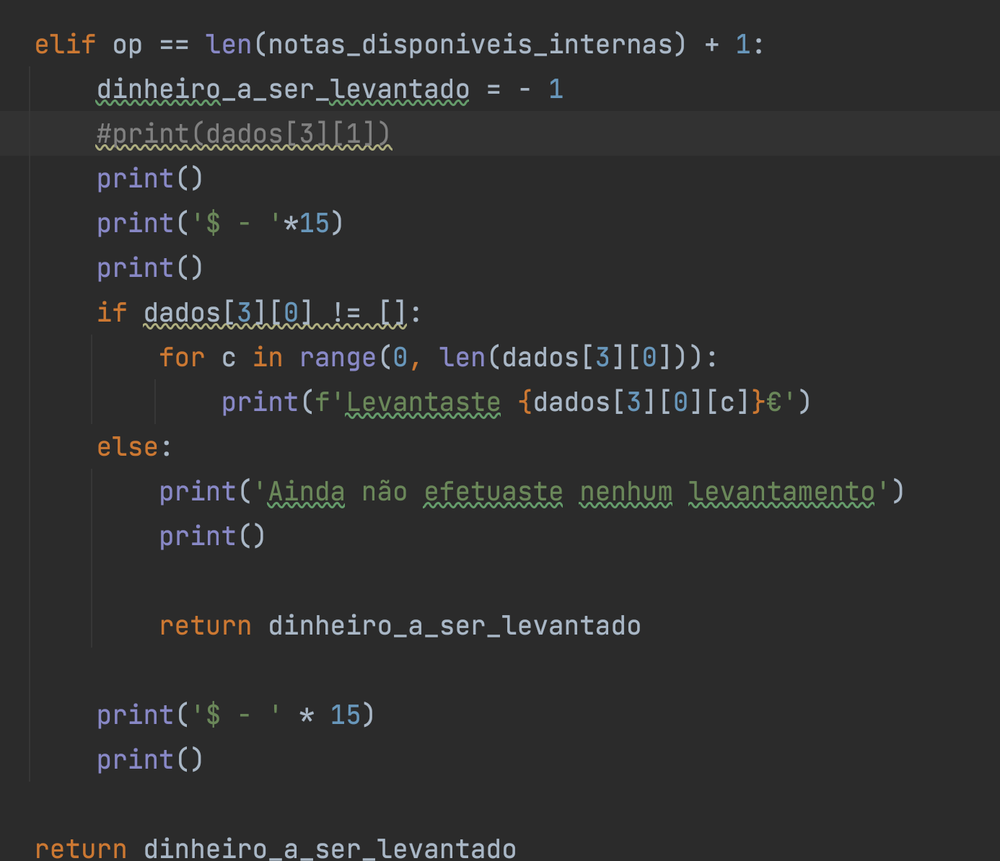 elif op == len(notas_disponiveis_internas) + 1:
    dinheiro_a_ser_levantado = - 1
    #print(dados[3][1])
    print()
    print('$ - '*15)
    print()
    if dados[3][0] != []:
        for c in range(0, len(dados[3][0])):
            print(f'Levantaste {dados[3][0][c]}€')
    else:
        print('Ainda não efetuaste nenhum levantamento')
        print()
        return dinheiro_a_ser_levantado
    print('$ - ' * 15)
    print()
return dinheiro_a_ser_levantado